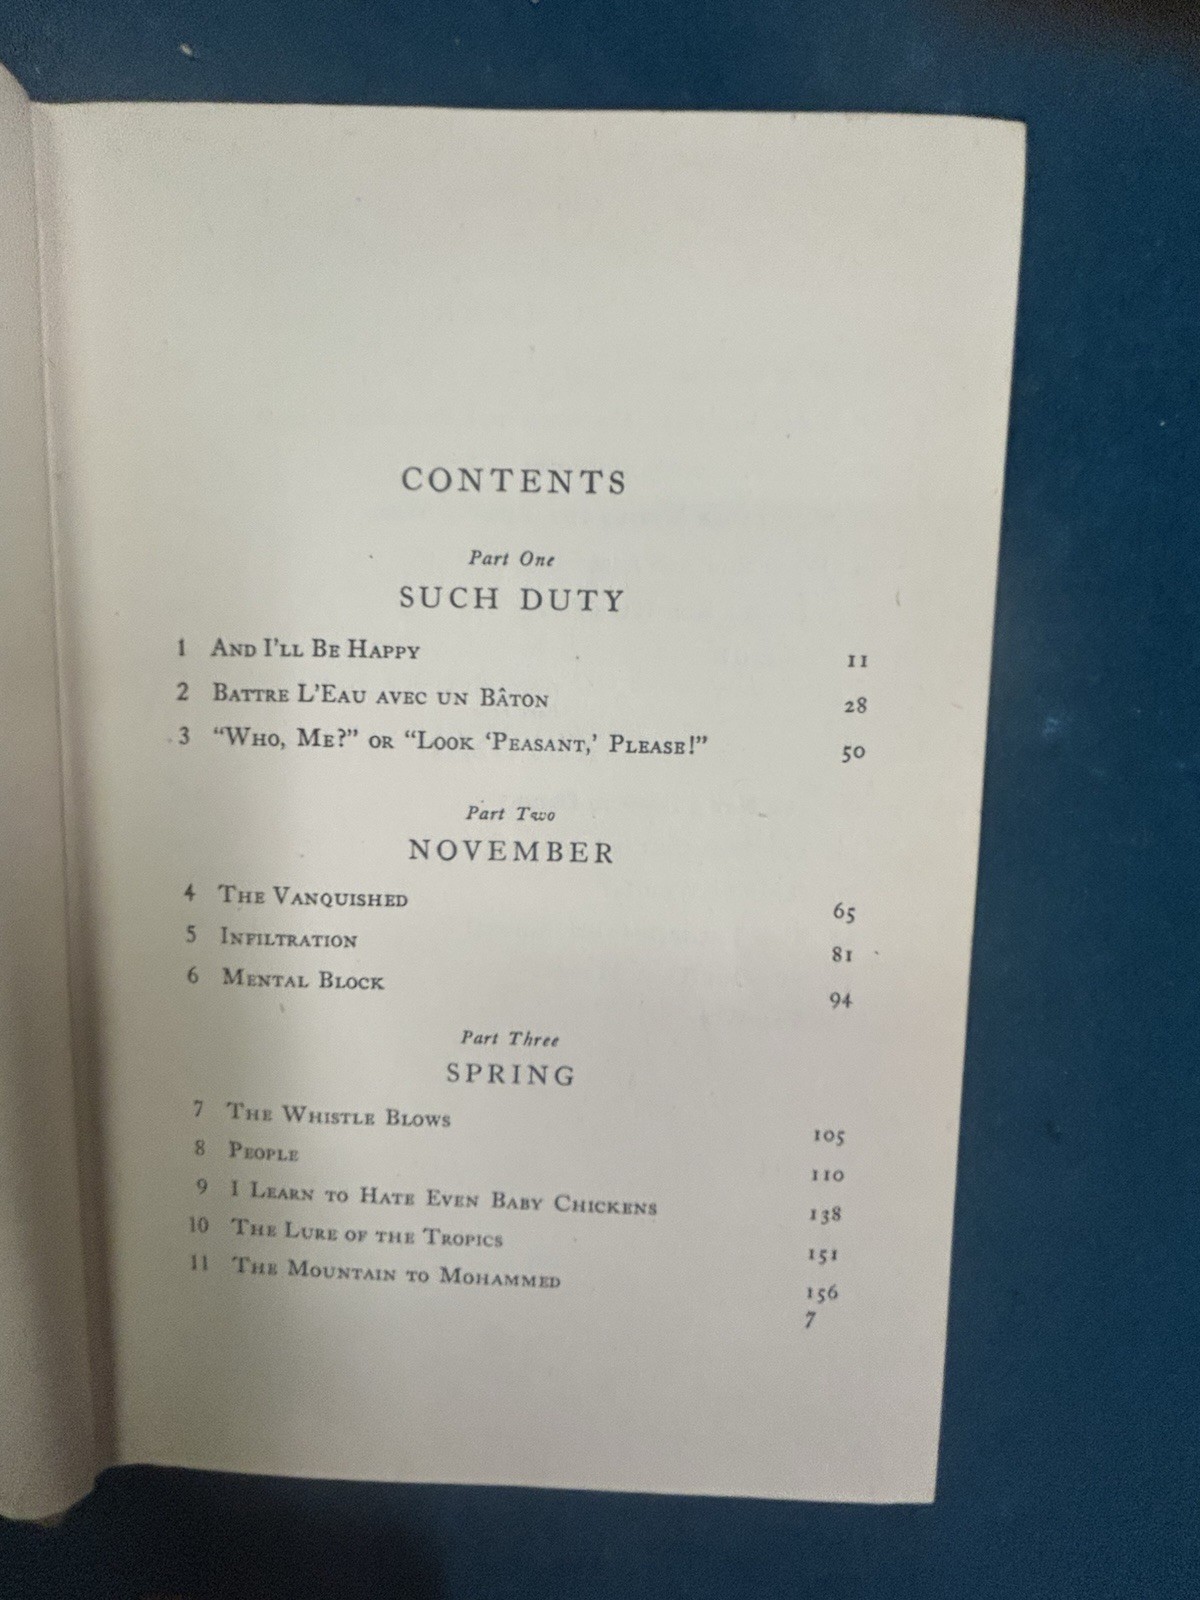 CONTENTS
Part One
SUCH DUTY
1 And I'll Be Happy 11
2 Battre L'Eau avec un Bâton 28
3 "Who, Me?" or "Look 'Peasant,' Please!" 50
Part Two
NOVEMBER
4 The Vanquished 65
5 Infiltration 81
6 Mental Block 94
Part Three
SPRING
7 The Whistle Blows 105
8 People 110
9 I Learn to Hate Even Baby Chickens 138
10 The Lure of the Tropics 151
11 The Mountain to Mohammed 156
7